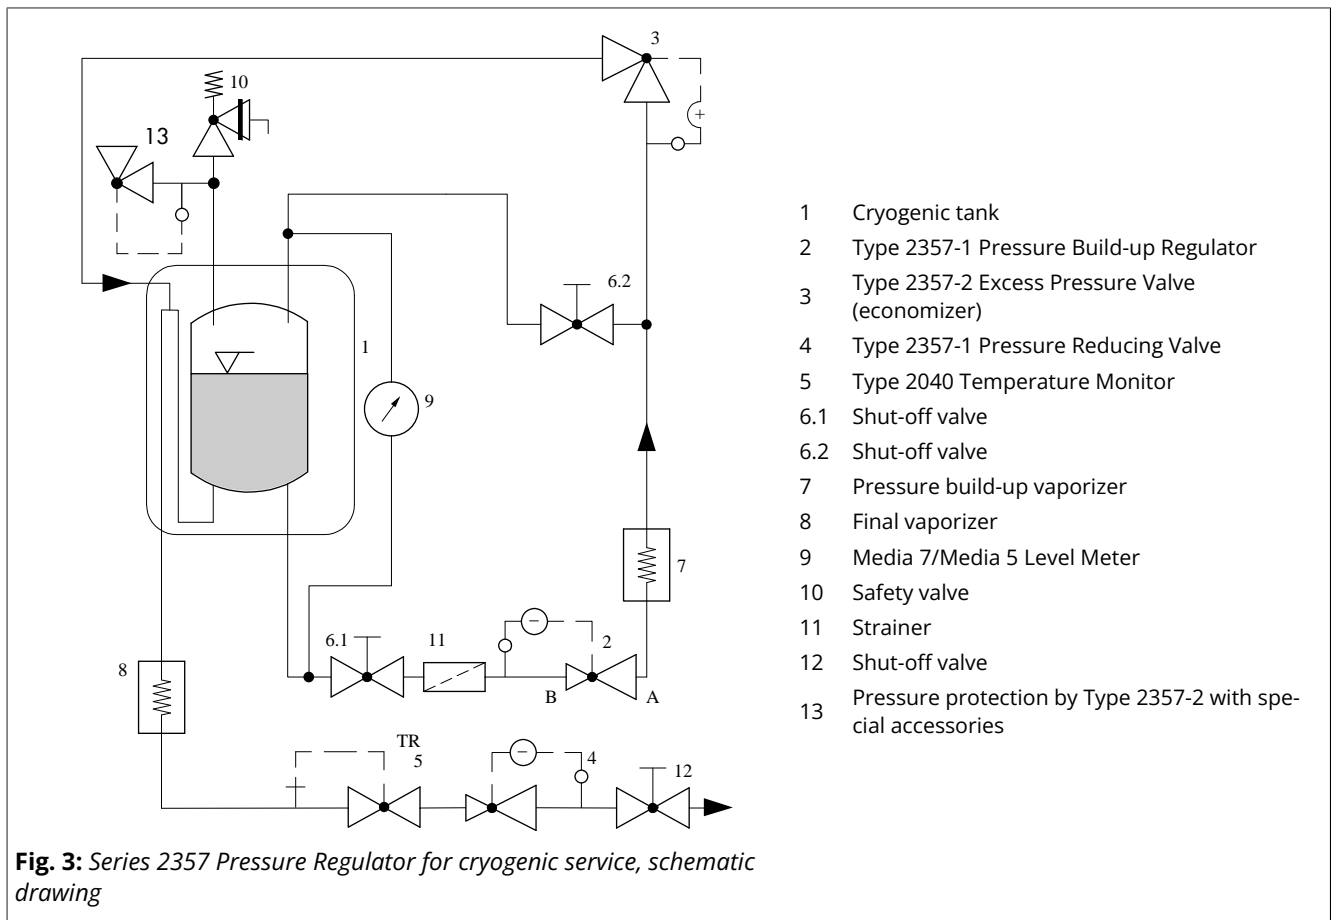 3
10
13
6.2
1
9
7
6.1
11
2
B
A
8
TR
5
4
12
1 Cryogenic tank
2 Type 2357-1 Pressure Build-up Regulator
3 Type 2357-2 Excess Pressure Valve
(economizer)
4 Type 2357-1 Pressure Reducing Valve
5 Type 2040 Temperature Monitor
6.1 Shut-off valve
6.2 Shut-off valve
7 Pressure build-up vaporizer
8 Final vaporizer
9 Media 7/Media 5 Level Meter
10 Safety valve
11 Strainer
12 Shut-off valve
13 Pressure protection by Type 2357-2 with spe-
cial accessories
Fig. 3: Series 2357 Pressure Regulator for cryogenic service, schematic
drawing